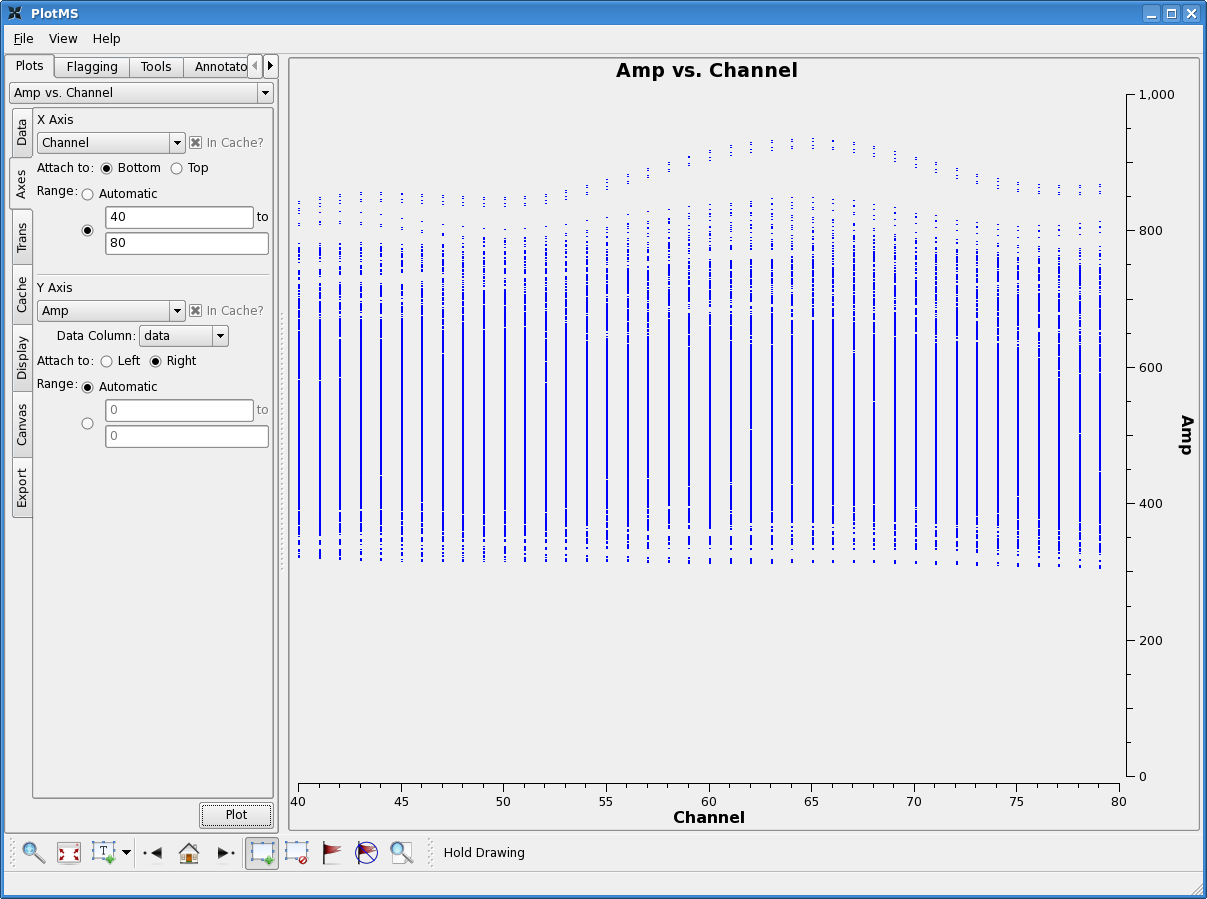 PlotMS
File View Help
Plots Flagging Tools Annotato
Amp vs. Channel
Data
Axes
Trans
Cache
Display
Canvas
Export
X Axis
Channel In Cache?
Attach to: Bottom Top
Range: Automatic
40 to
80
Y Axis
Amp In Cache?
Data Column: data
Attach to: Left Right
Range: Automatic
0 to
0
Plot
Amp vs. Channel
1,000
800
600
400
200
0
Amp
40 45 50 55 60 65 70 75 80
Channel
T Hold Drawing